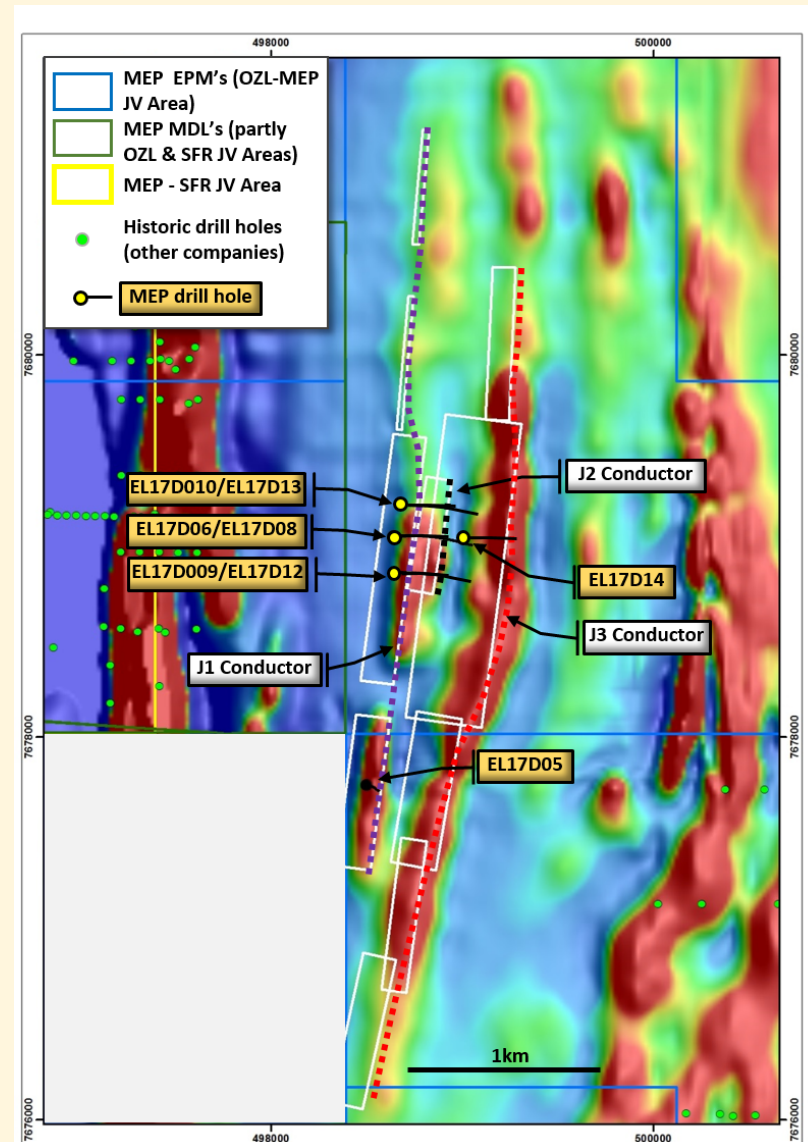 498000
500000
MEP EPM's (OZL-MEP
JV Area)
MEP MDL's (partly
OZL & SFR JV Areas)
MEP - SFR JV Area
Historic drill holes
(other companies)
MEP drill hole
7680000
7680000
EL17D010/EL17D13
J2 Conductor
EL17D06/EL17D08
EL17D009/EL17D12
EL17D14
J3 Conductor
J1 Conductor
7678000
7678000
EL17D05
1km
7676000
7676000
498000
500000